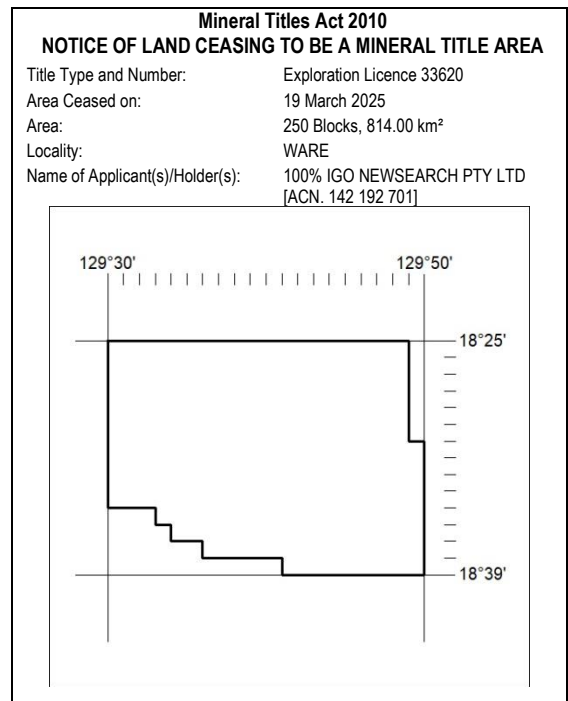 Mineral Titles Act 2010
NOTICE OF LAND CEASING TO BE A MINERAL TITLE AREA
Title Type and Number: Exploration Licence 33620
Area Ceased on: 19 March 2025
Area: 250 Blocks, 814.00 km²
Locality: WARE
Name of Applicant(s)/Holder(s): 100% IGO NEWSEARCH PTY LTD
[ACN. 142 192 701]
129°30' 129°50'
18°25'
18°39'